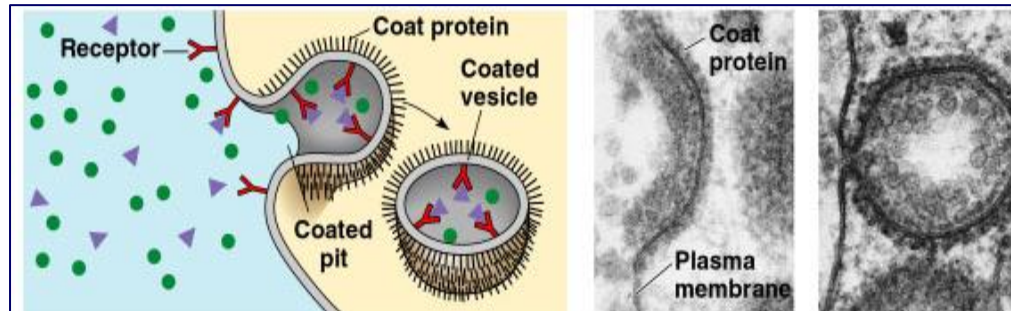 Receptor
Coat protein
Coated
vesicle
Coated
pit
Coat
protein
Plasma
membrane